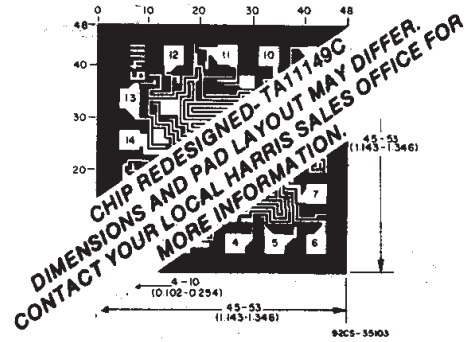 0 10 20 30 40 48
48
40
30
20
12 11 10
13
14
7
4 5 6
CHIP REDESIGNED-TA11149C
DIMENSIONS AND PAD LAYOUT MAY DIFFER.
CONTACT YOUR LOCAL HARRIS SALES OFFICE FOR
MORE INFORMATION.
45-53
(1.143-1.346)
4-10
(0.102-0.254)
45-53
(1.143-1.346)
92CS-35103